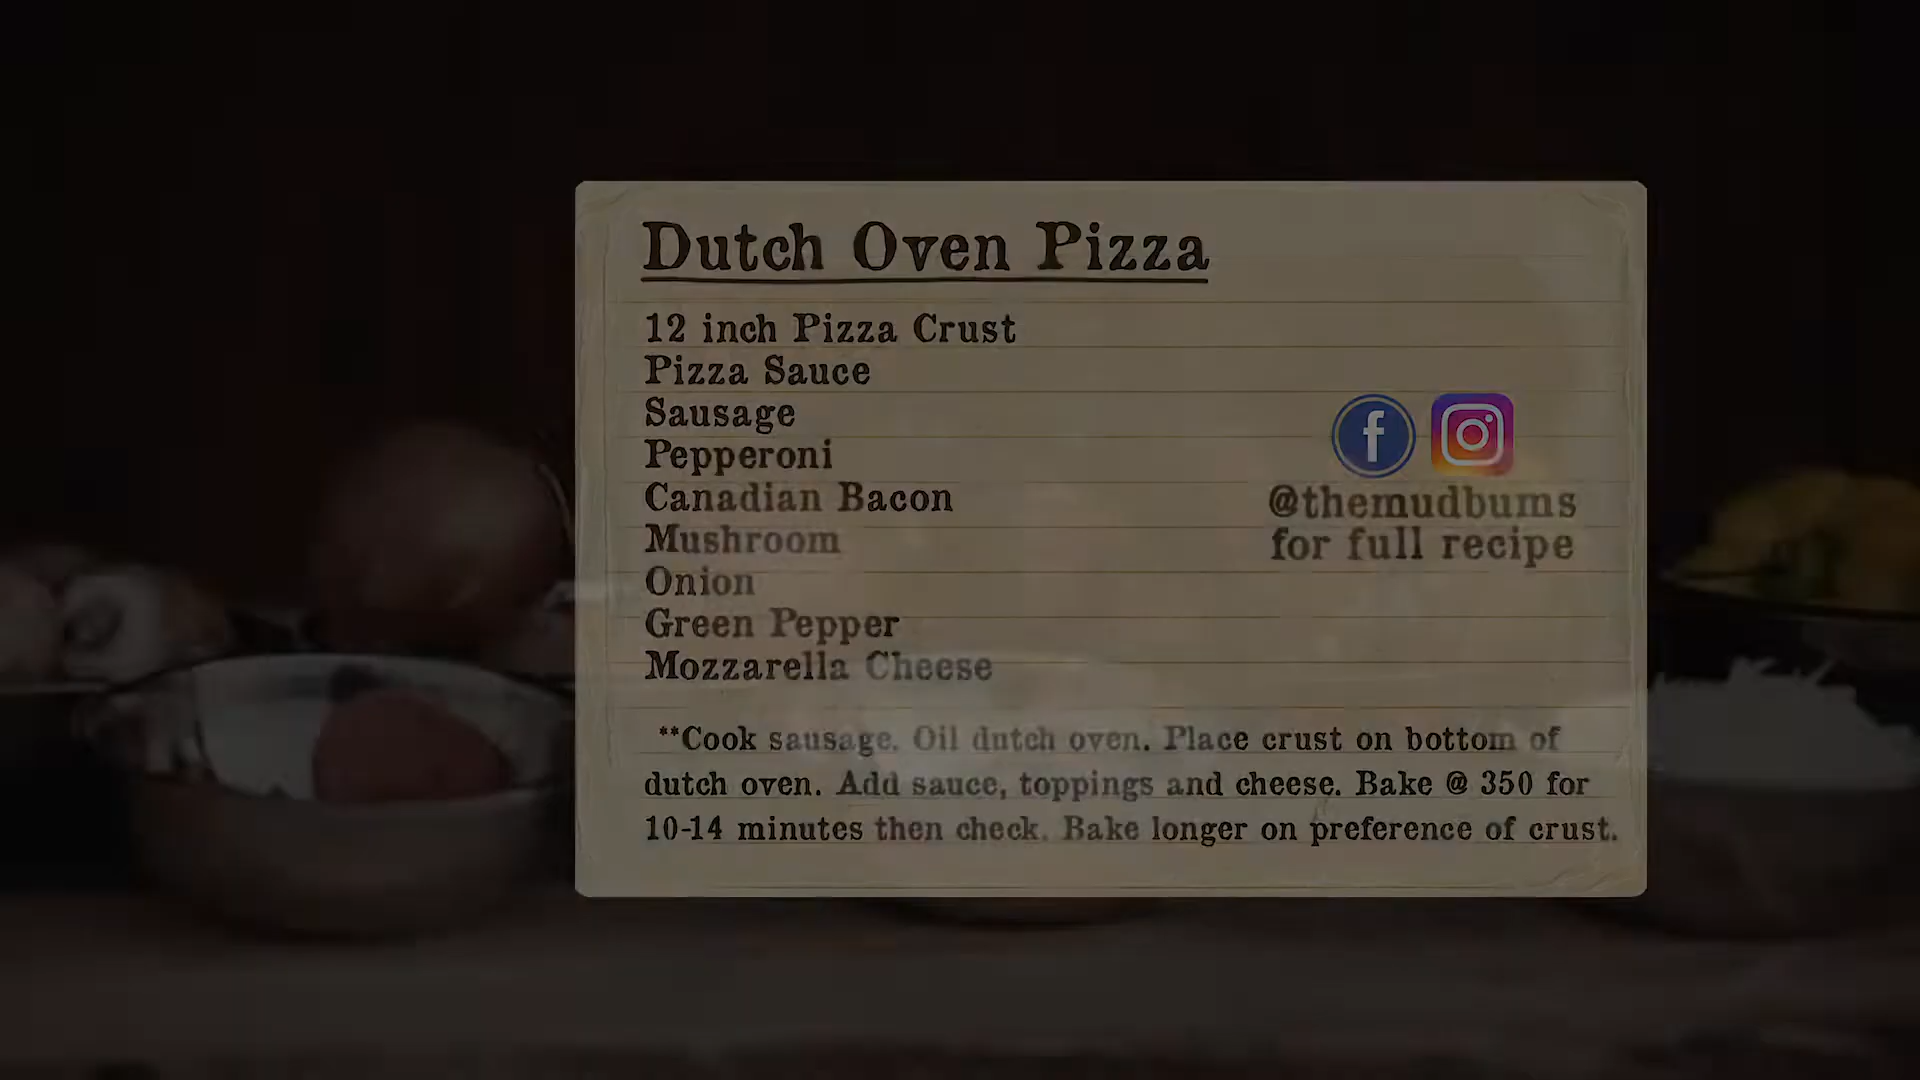 Dutch Oven Pizza
12 inch Pizza Crust
Pizza Sauce
Sausage
Pepperoni
Canadian Bacon
Mushroom
Onion
Green Pepper
Mozzarella Cheese
@themudbums
for full recipe
**Cook sausage. Oil dutch oven. Place crust on bottom of
dutch oven. Add sauce, toppings and cheese. Bake @ 350 for
10-14 minutes then check. Bake longer on preference of crust.